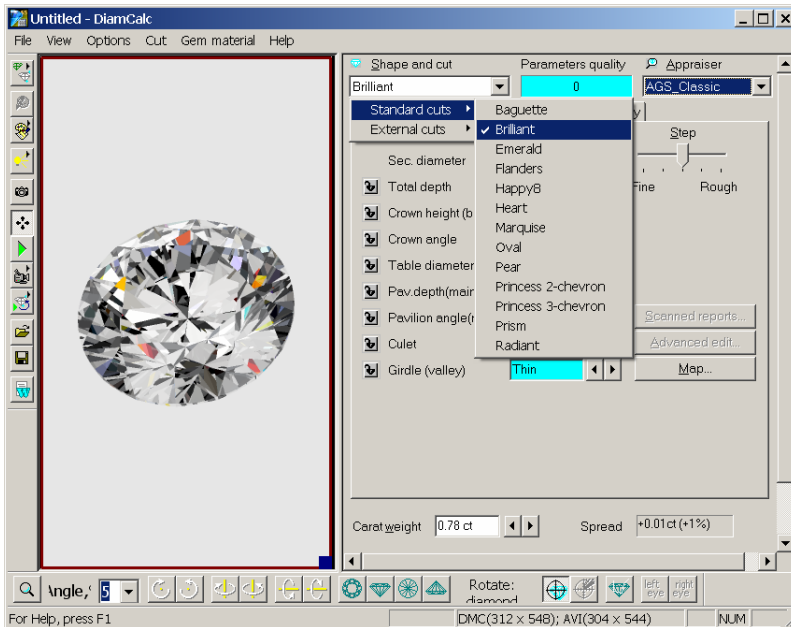 Untitled - DiamCalc
File View Options Cut Gem material Help
Shape and cut Parameters quality Appraiser
Brilliant 0 AGS_Classic
Standard cuts
External cuts
Baguette
Brilliant
Emerald
Flanders
Happy8
Heart
Marquise
Oval
Pear
Princess 2-chevron
Princess 3-chevron
Prism
Radiant
Step
Fine Rough
Sec. diameter
Total depth
Crown height (b
Crown angle
Table diameter
Pav.depth(main
Pavilion angle(
Culet
Girdle (valley) Thin
Scanned reports...
Advanced edit...
Map...
Carat weight 0.78 ct Spread +0.01ct (+1%)
Angle,° 5 Rotate: diamond left eye right eye
For Help, press F1 DMC(312 x 548); AVI(304 x 544) NUM